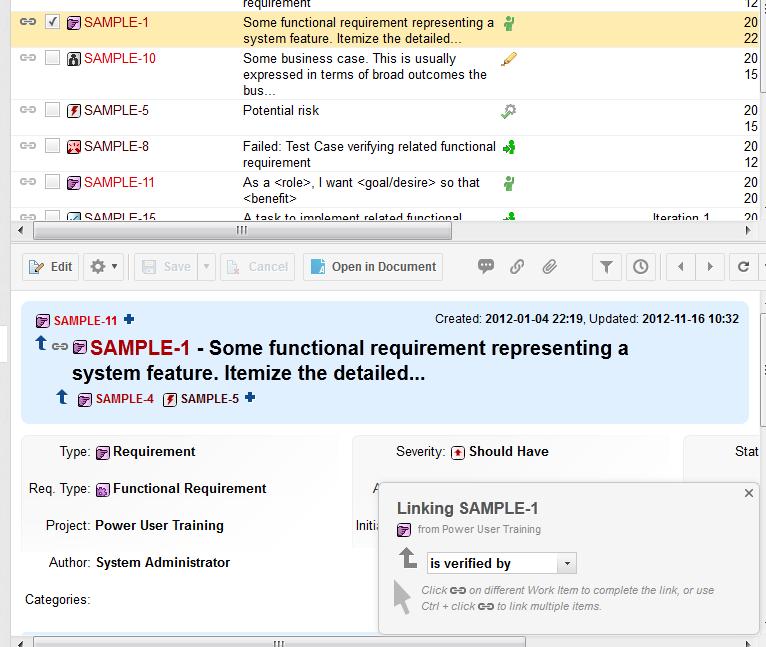 requirement
12
SAMPLE-1 Some functional requirement representing a 20
system feature. Itemize the detailed... 22
SAMPLE-10 Some business case. This is usually 20
expressed in terms of broad outcomes the 15
bus...
SAMPLE-5 Potential risk 20
15
SAMPLE-8 Failed: Test Case verifying related functional 20
requirement 12
SAMPLE-11 As a <role>, I want <goal/desire> so that 20
<benefit> 20
SAMPLE-15 A task to implement related functional Iteration 1 20
Edit Save Cancel Open in Document
SAMPLE-11 Created: 2012-01-04 22:19, Updated: 2012-11-16 10:32
SAMPLE-1 - Some functional requirement representing a
system feature. Itemize the detailed...
SAMPLE-4 SAMPLE-5
Type: Requirement Severity: Should Have Stat
Req. Type: Functional Requirement A
Project: Power User Training Initia
Author: System Administrator
Categories:
Linking SAMPLE-1
from Power User Training
is verified by
Click on different Work Item to complete the link, or use
Ctrl + click to link multiple items.